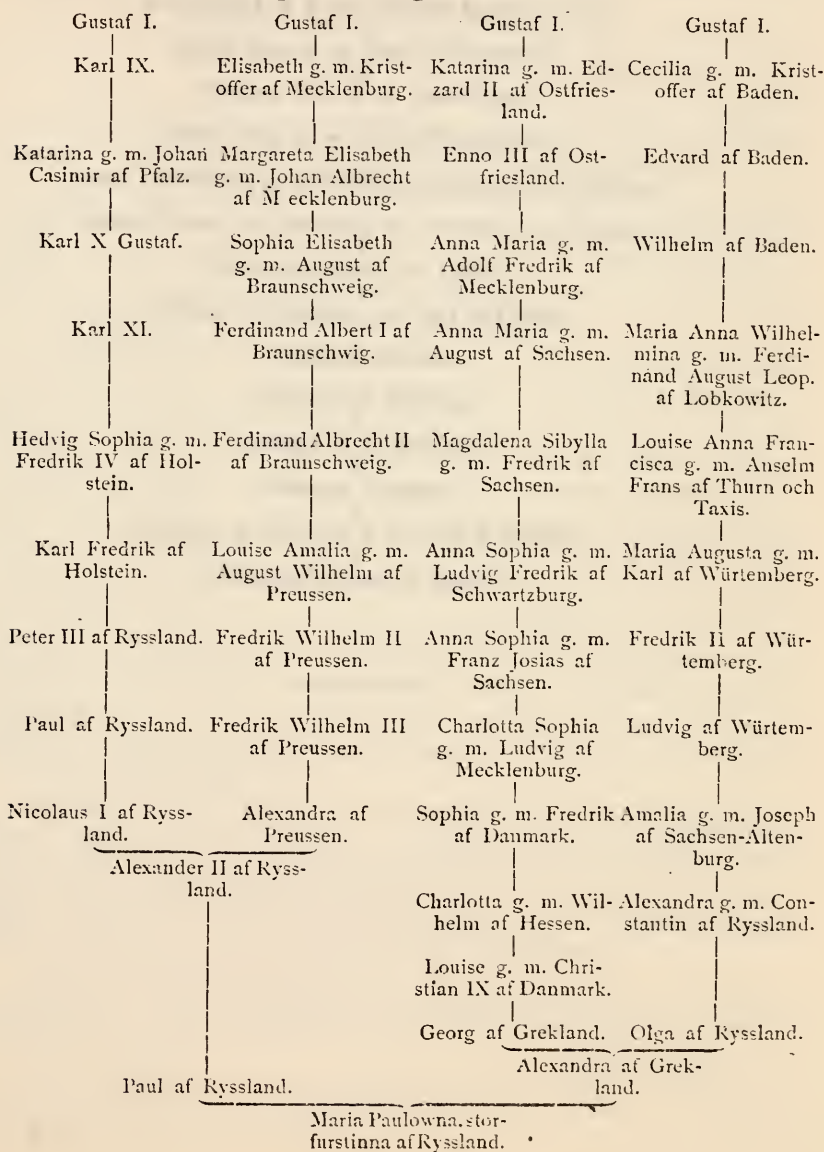 Gustaf I. Gustaf I. Gustaf I. Gustaf I.
Karl IX. Elisabeth g. m. Krist- Katarina g. m. Ed- Cecilia g. m. Krist-
offer af Mecklenburg. zard II af Ostfries- offer af Baden.
land.
Katarina g. m. Johan Margareta Elisabeth Enno III af Ost- Edvard af Baden.
Casimir af Pfalz. g. m. Johan Albrecht friesland.
af Mecklenburg.
Karl X Gustaf. Sophia Elisabeth Anna Maria g. m. Wilhelm af Baden.
g. m. August af Adolf Fredrik af
Braunschweig. Mecklenburg.
Karl XI. Ferdinand Albert I af Anna Maria g. m. Maria Anna Wilhel-
Braunschwig. August af Sachsen. mina g. m. Ferdi-
nánd August Leop.
af Lobkowitz.
Hedvig Sophia g. m. Ferdinand Albrecht II Magdalena Sibylla Louise Anna Fran-
Fredrik IV af Hol- af Braunschweig. g. m. Fredrik af cisca g. m. Anselm
stein. Sachsen. Frans af Thurn och
Taxis.
Karl Fredrik af Louise Amalia g. m. Anna Sophia g. m. Maria Augusta g. m.
Holstein. August Wilhelm af Ludvig Fredrik af Karl af Würtemberg.
Preussen. Schwartzburg.
Peter III af Ryssland. Fredrik Wilhelm II Anna Sophia g. m. Fredrik II af Wür-
af Preussen. Franz Josias af temberg.
Sachsen.
Paul af Ryssland. Fredrik Wilhelm III Charlotta Sophia Ludvig af Würtem-
af Preussen. g. m. Ludvig af berg.
Mecklenburg.
Nicolaus I af Ryss- Alexandra af Sophia g. m. Fredrik Amalia g. m. Joseph
land. Preussen. af Danmark. af Sachsen-Alten-
burg.
Alexander II af Ryss-
land.
Charlotta g. m. Wil- Alexandra g. m. Con-
helm af Hessen. stantin af Ryssland.
Louise g. m. Chri-
stian IX af Danmark.
Georg af Grekland. Olga af Ryssland.
Alexandra af Grek-
Paul af Ryssland. land.
Maria Paulowna, stor-
furstinna af Ryssland.